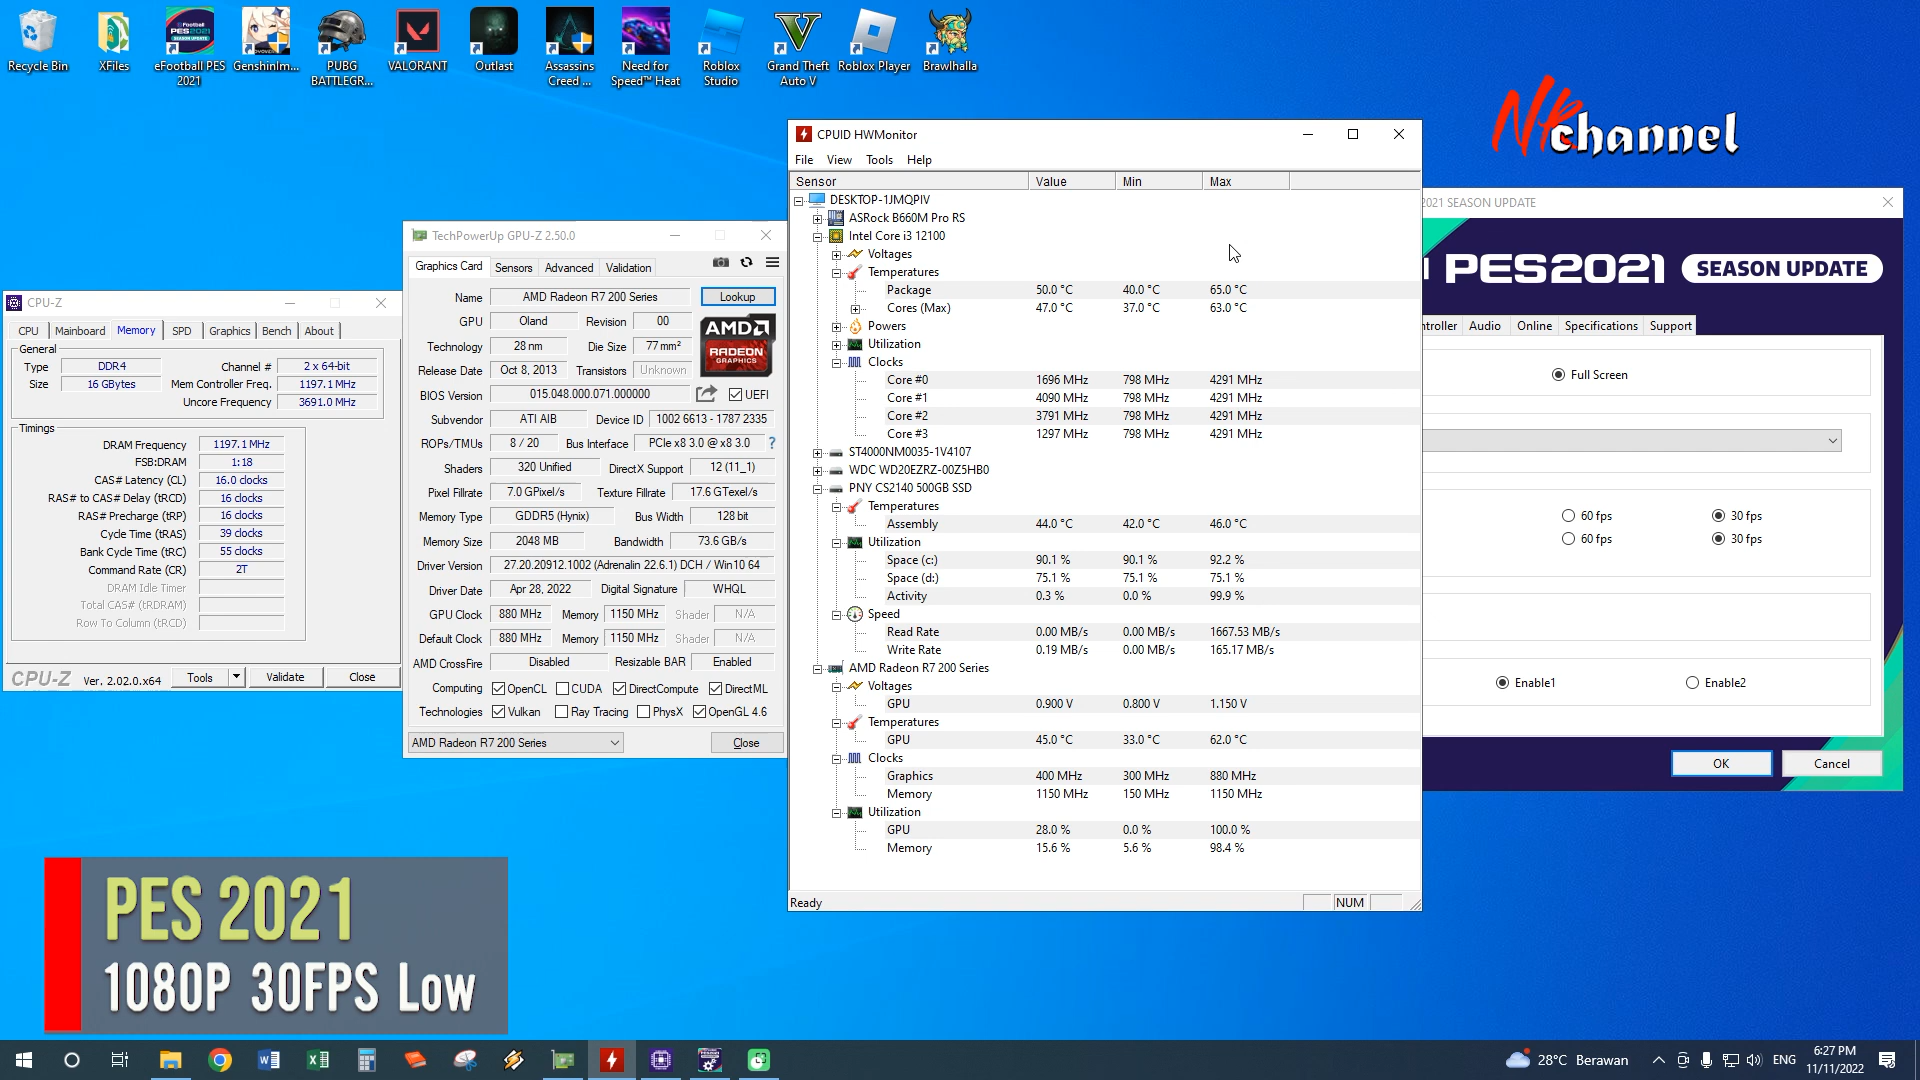 Recycle Bin
XFiles
eFootball PES 2021
GenshinIm...
PUBG BATTLEGR...
VALORANT
Outlast
Assassins Creed ...
Need for Speed™ Heat
Roblox Studio
Grand Theft Auto V
Roblox Player
Brawlhalla
NKchannel
CPU-Z
CPU Mainboard Memory SPD Graphics Bench About
General
Type DDR4 Channel # 2 x 64-bit
Size 16 GBytes Mem Controller Freq. 1197.1 MHz
Uncore Frequency 3691.0 MHz
Timings
DRAM Frequency 1197.1 MHz
FSB:DRAM 1:18
CAS# Latency (CL) 16.0 clocks
RAS# to CAS# Delay (tRCD) 16 clocks
RAS# Precharge (tRP) 16 clocks
Cycle Time (tRAS) 39 clocks
Bank Cycle Time (tRC) 55 clocks
Command Rate (CR) 2T
DRAM Idle Timer
Total CAS# (tRDRAM)
Row To Column (tRCD)
CPU-Z Ver. 2.02.0.x64 Tools Validate Close
TechPowerUp GPU-Z 2.50.0
Graphics Card Sensors Advanced Validation
Name AMD Radeon R7 200 Series Lookup
GPU Oland Revision 00
AMD
RADEON
GRAPHICS
Technology 28 nm Die Size 77 mm²
Release Date Oct 8, 2013 Transistors Unknown
BIOS Version 015.048.000.071.000000 UEFI
Subvendor ATI AIB Device ID 1002 6613 - 1787 2335
ROPs/TMUs 8 / 20 Bus Interface PCIe x8 3.0 @ x8 3.0 ?
Shaders 320 Unified DirectX Support 12 (11_1)
Pixel Fillrate 7.0 GPixel/s Texture Fillrate 17.6 GTexel/s
Memory Type GDDR5 (Hynix) Bus Width 128 bit
Memory Size 2048 MB Bandwidth 73.6 GB/s
Driver Version 27.20.20912.1002 (Adrenalin 22.6.1) DCH / Win10 64
Driver Date Apr 28, 2022 Digital Signature WHQL
GPU Clock 880 MHz Memory 1150 MHz Shader N/A
Default Clock 880 MHz Memory 1150 MHz Shader N/A
AMD CrossFire Disabled Resizable BAR Enabled
Computing OpenCL CUDA DirectCompute DirectML
Technologies Vulkan Ray Tracing PhysX OpenGL 4.6
AMD Radeon R7 200 Series Close
CPUID HWMonitor
File View Tools Help
Sensor Value Min Max
DESKTOP-1JMQPIV
ASRock B660M Pro RS
Intel Core i3 12100
Voltages
Temperatures
Package 50.0 °C 40.0 °C 65.0 °C
Cores (Max) 47.0 °C 37.0 °C 63.0 °C
Powers
Utilization
Clocks
Core #0 1696 MHz 798 MHz 4291 MHz
Core #1 4090 MHz 798 MHz 4291 MHz
Core #2 3791 MHz 798 MHz 4291 MHz
Core #3 1297 MHz 798 MHz 4291 MHz
ST4000NM0035-1V4107
WDC WD20EZRZ-00Z5HB0
PNY CS2140 500GB SSD
Temperatures
Assembly 44.0 °C 42.0 °C 46.0 °C
Utilization
Space (c:) 90.1 % 90.1 % 92.2 %
Space (d:) 75.1 % 75.1 % 75.1 %
Activity 0.3 % 0.0 % 99.9 %
Speed
Read Rate 0.00 MB/s 0.00 MB/s 1667.53 MB/s
Write Rate 0.19 MB/s 0.00 MB/s 165.17 MB/s
AMD Radeon R7 200 Series
Voltages
GPU 0.900 V 0.800 V 1.150 V
Temperatures
GPU 45.0 °C 33.0 °C 62.0 °C
Clocks
Graphics 400 MHz 300 MHz 880 MHz
Memory 1150 MHz 150 MHz 1150 MHz
Utilization
GPU 28.0 % 0.0 % 100.0 %
Memory 15.6 % 5.6 % 98.4 %
Ready NUM
2021 SEASON UPDATE
PES2021 SEASON UPDATE
ntroller Audio Online Specifications Support
Full Screen
60 fps 30 fps
60 fps 30 fps
Enable1 Enable2
OK Cancel
PES 2021
1080P 30FPS Low
28°C Berawan
ENG
6:27 PM
11/11/2022